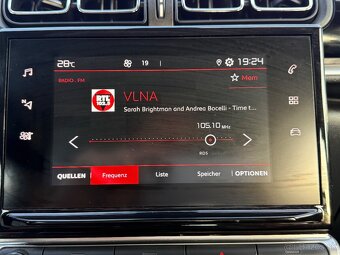 28°C 19 19:24
RADIO . FM
Mem
VLNA
Sarah Brightman and Andrea Bocelli - Time t...
105.10 MHz
RDS
QUELLEN Frequenz Liste Speicher OPTIONEN